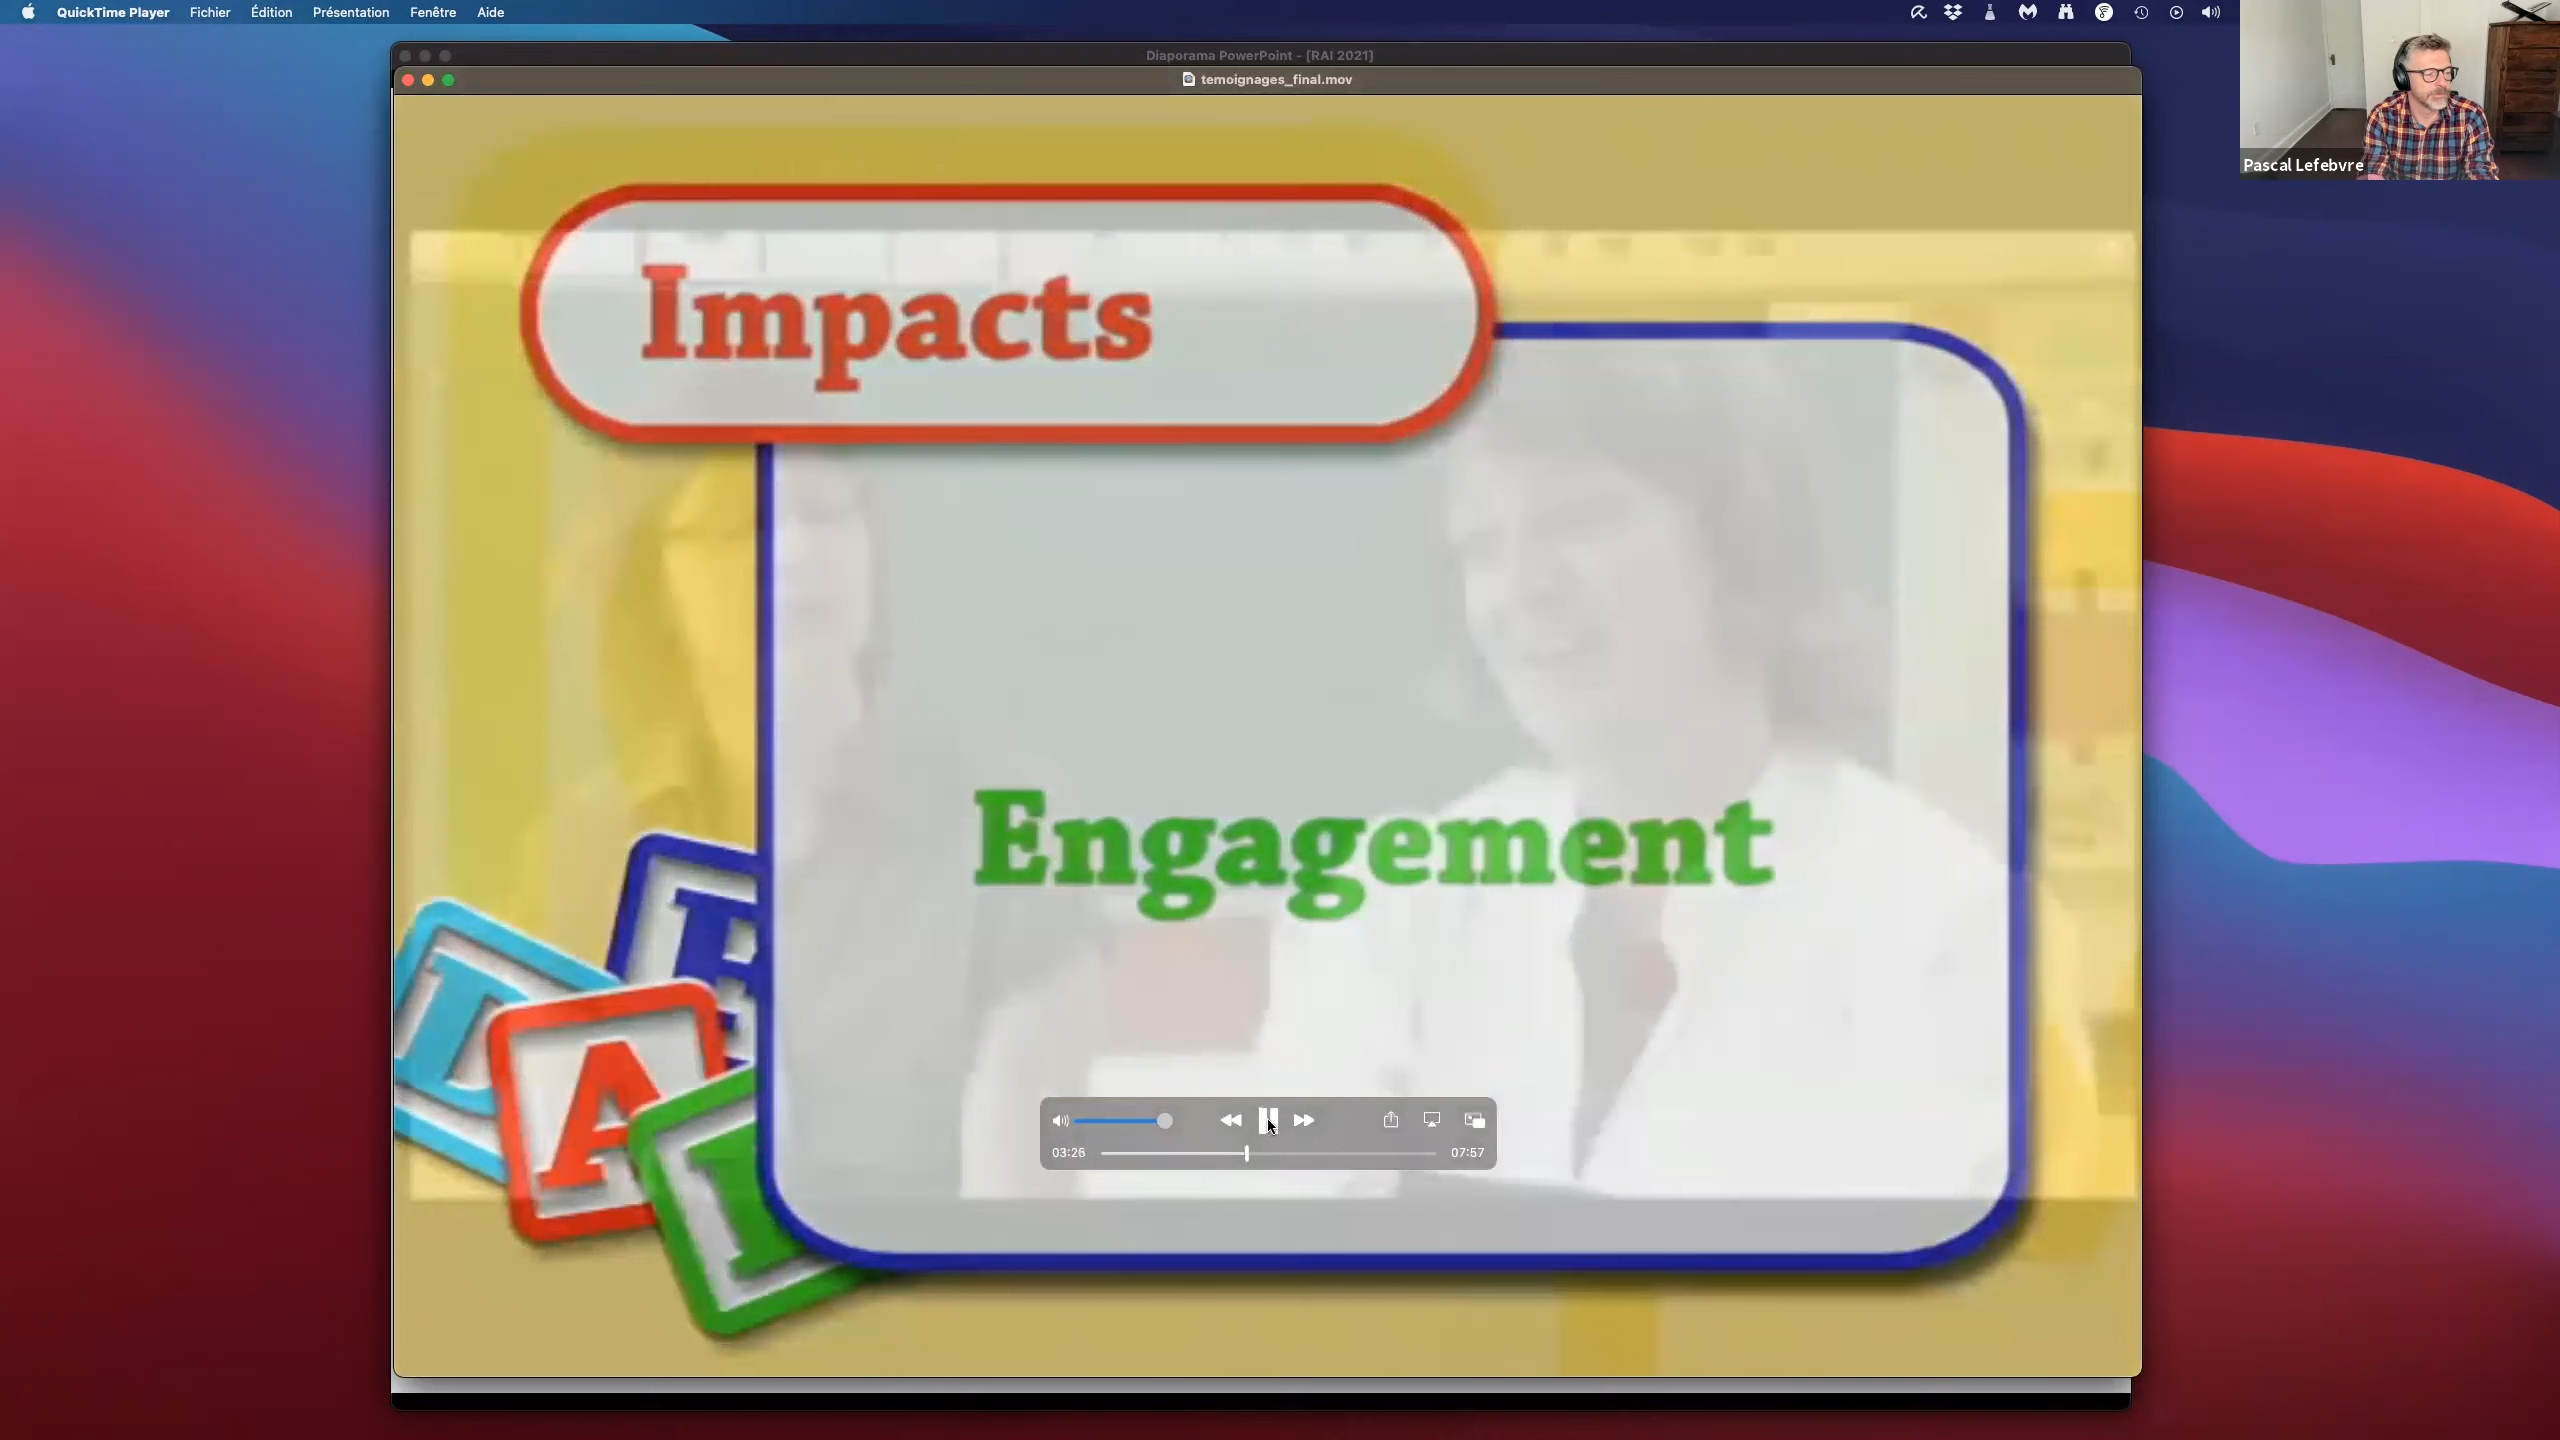 QuickTime Player Fichier Édition Présentation Fenêtre Aide
Diaporama PowerPoint - [RAI 2021]
temoignages_final.mov
Pascal Lefebvre
Impacts
Engagement
A
03:26 07:57